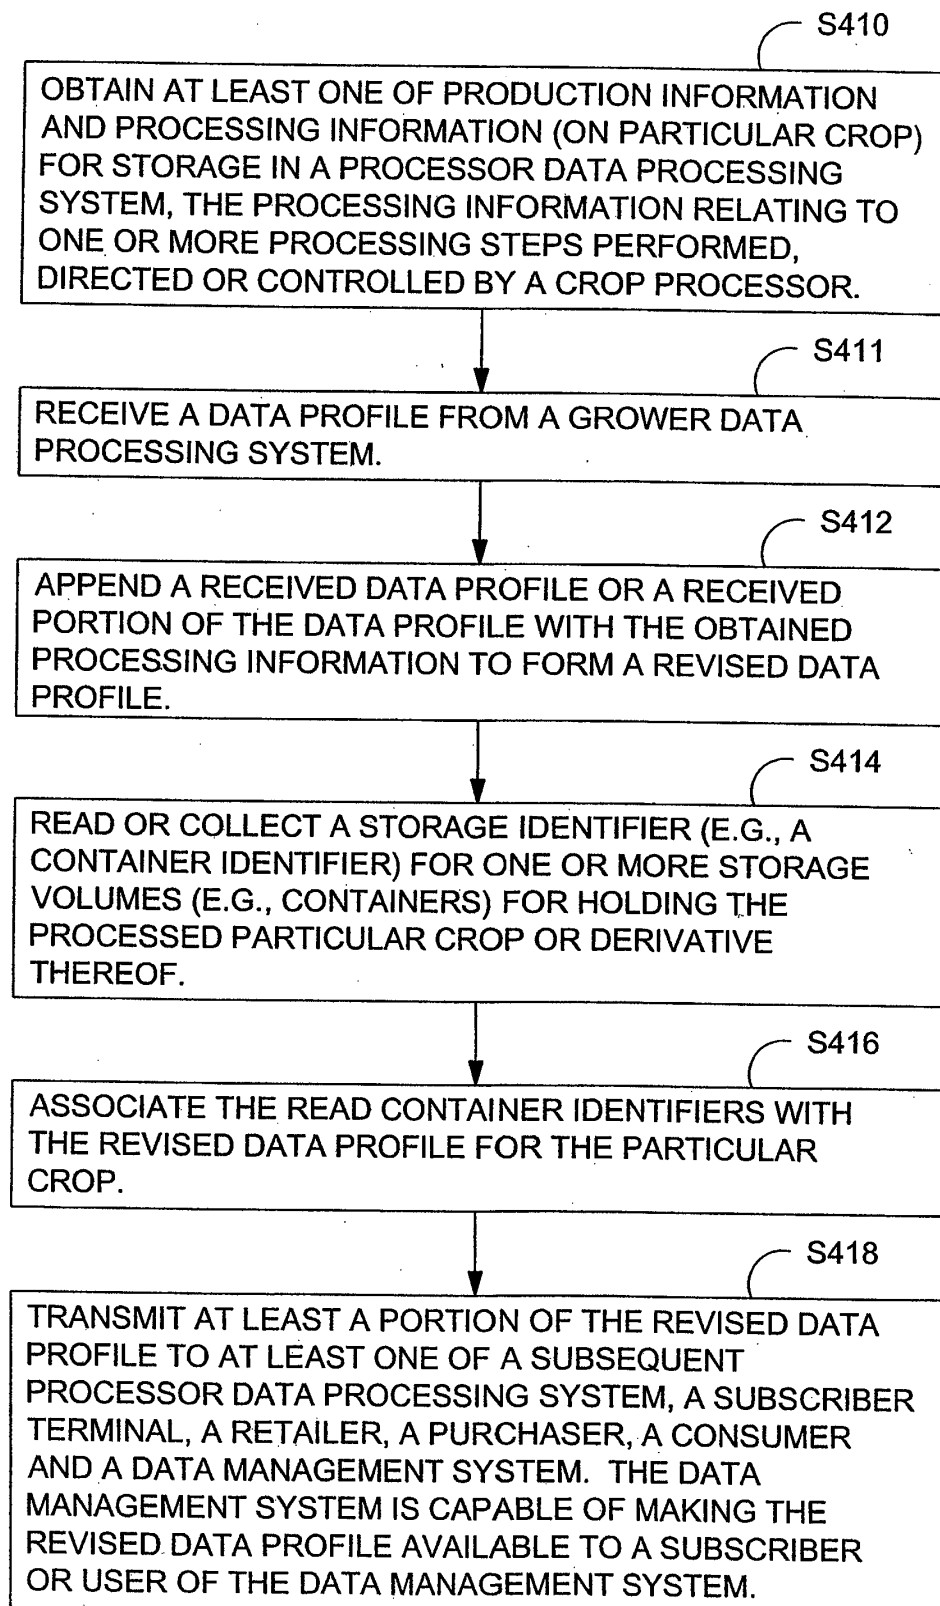 S410
OBTAIN AT LEAST ONE OF PRODUCTION INFORMATION
AND PROCESSING INFORMATION (ON PARTICULAR CROP)
FOR STORAGE IN A PROCESSOR DATA PROCESSING
SYSTEM, THE PROCESSING INFORMATION RELATING TO
ONE OR MORE PROCESSING STEPS PERFORMED,
DIRECTED OR CONTROLLED BY A CROP PROCESSOR.
S411
RECEIVE A DATA PROFILE FROM A GROWER DATA
PROCESSING SYSTEM.
S412
APPEND A RECEIVED DATA PROFILE OR A RECEIVED
PORTION OF THE DATA PROFILE WITH THE OBTAINED
PROCESSING INFORMATION TO FORM A REVISED DATA
PROFILE.
S414
READ OR COLLECT A STORAGE IDENTIFIER (E.G., A
CONTAINER IDENTIFIER) FOR ONE OR MORE STORAGE
VOLUMES (E.G., CONTAINERS) FOR HOLDING THE
PROCESSED PARTICULAR CROP OR DERIVATIVE
THEREOF.
S416
ASSOCIATE THE READ CONTAINER IDENTIFIERS WITH
THE REVISED DATA PROFILE FOR THE PARTICULAR
CROP.
S418
TRANSMIT AT LEAST A PORTION OF THE REVISED DATA
PROFILE TO AT LEAST ONE OF A SUBSEQUENT
PROCESSOR DATA PROCESSING SYSTEM, A SUBSCRIBER
TERMINAL, A RETAILER, A PURCHASER, A CONSUMER
AND A DATA MANAGEMENT SYSTEM.  THE DATA
MANAGEMENT SYSTEM IS CAPABLE OF MAKING THE
REVISED DATA PROFILE AVAILABLE TO A SUBSCRIBER
OR USER OF THE DATA MANAGEMENT SYSTEM.